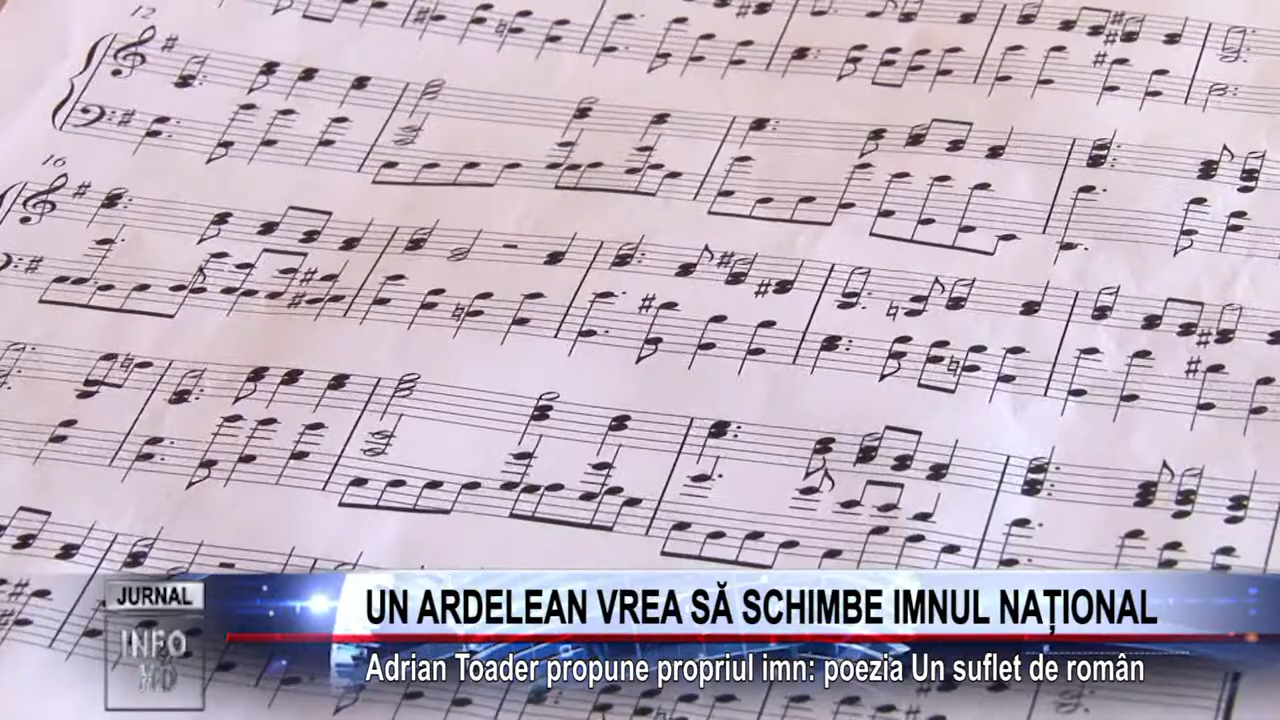 12
16
JURNAL
INFO
HD
UN ARDELEAN VREA SĂ SCHIMBE IMNUL NAȚIONAL
Adrian Toader propune propriul imn: poezia Un suflet de român